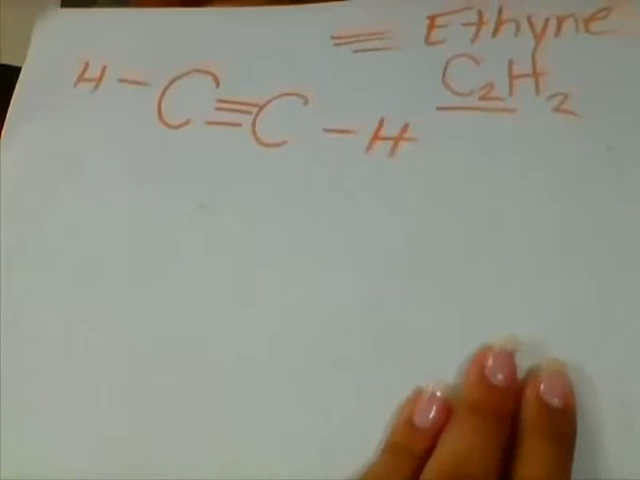 ≡ Ethyne
C₂H₂
H-C≡C-H